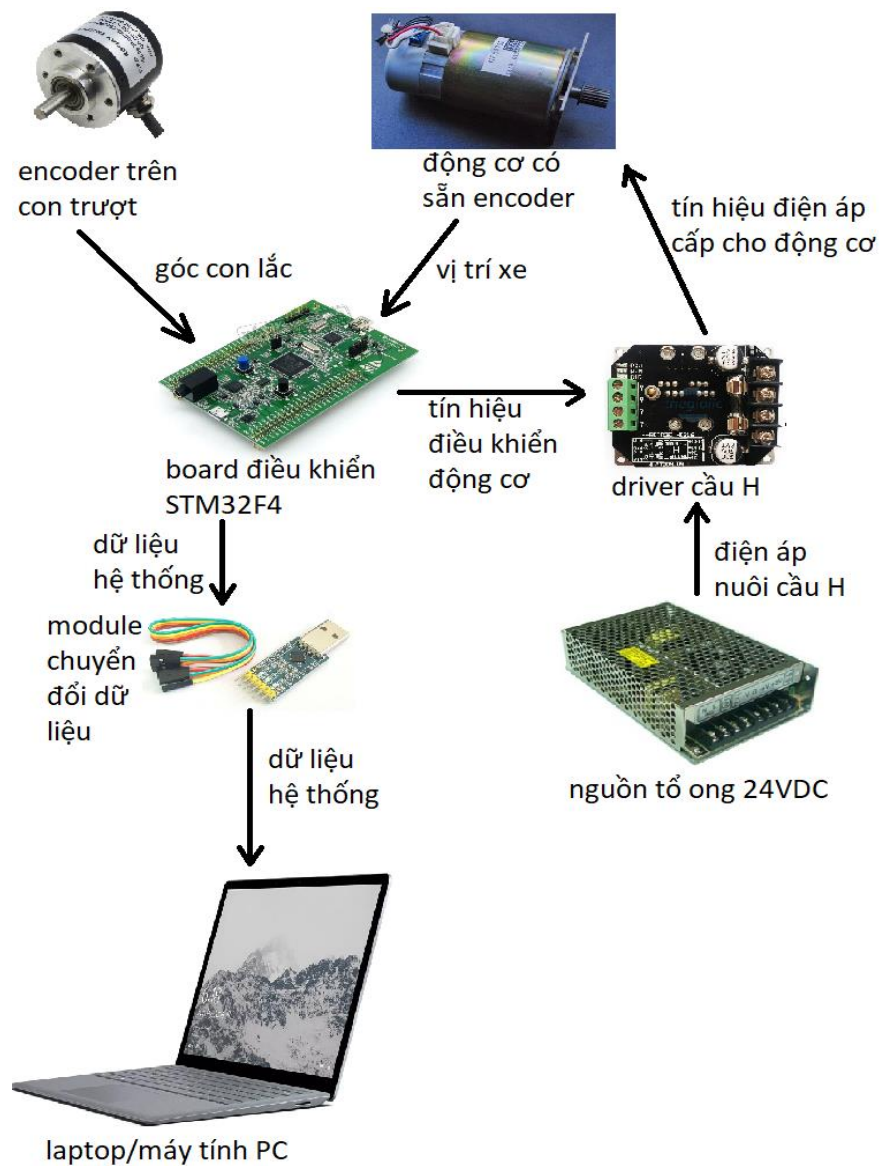 encoder trên
con trượt
động cơ có
sẵn encoder
tín hiệu điện áp
cấp cho động cơ
góc con lắc
vị trí xe
tín hiệu
điều khiển
động cơ
board điều khiển
STM32F4
driver cầu H
dữ liệu
hệ thống
điện áp
nuôi cầu H
module
chuyển
đổi dữ
liệu
dữ liệu
hệ thống
nguồn tổ ong 24VDC
laptop/máy tính PC